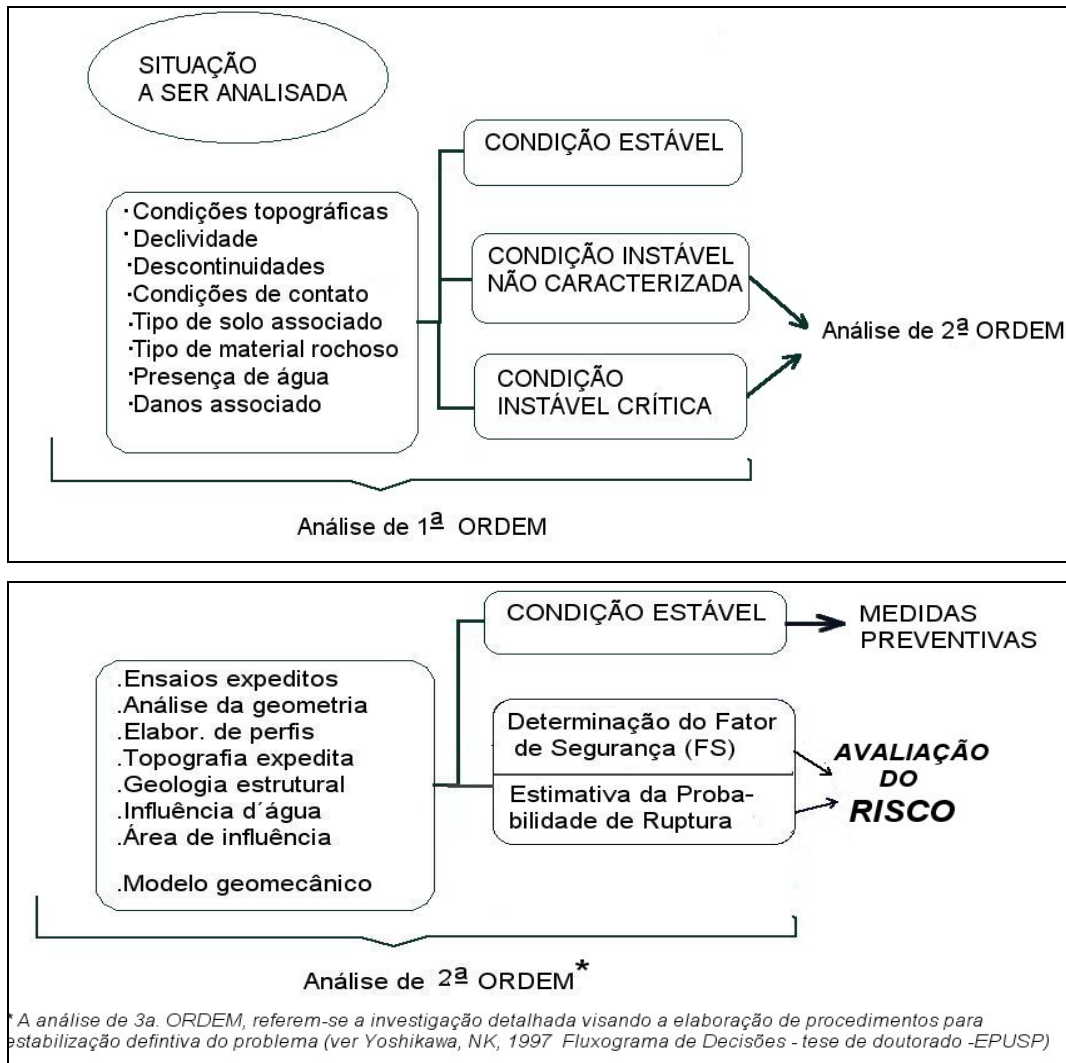 SITUAÇÃO
A SER ANALISADA
·Condições topográficas
·Declividade
·Descontinuidades
·Condições de contato
·Tipo de solo associado
·Tipo de material rochoso
·Presença de água
·Danos associado
CONDIÇÃO ESTÁVEL
CONDIÇÃO INSTÁVEL
NÃO CARACTERIZADA
CONDIÇÃO
INSTÁVEL CRÍTICA
Análise de 2ª ORDEM
Análise de 1ª ORDEM
.Ensaios expeditos
.Análise da geometria
.Elabor. de perfis
.Topografia expedita
.Geologia estrutural
.Influência d´água
.Área de influência
.Modelo geomecânico
CONDIÇÃO ESTÁVEL
MEDIDAS
PREVENTIVAS
Determinação do Fator
de Segurança (FS)
Estimativa da Proba-
bilidade de Ruptura
AVALIAÇÃO
DO
RISCO
Análise de 2ª ORDEM*
* A análise de 3a. ORDEM, referem-se a investigação detalhada visando a elaboração de procedimentos para
estabilização defintiva do problema (ver Yoshikawa, NK, 1997 Fluxograma de Decisões - tese de doutorado -EPUSP)